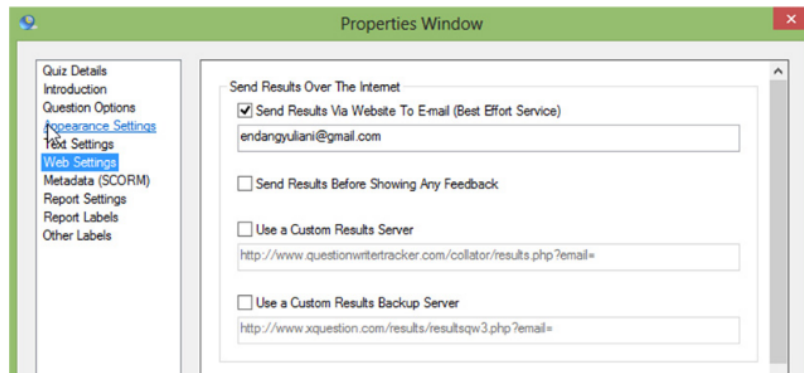 Properties Window
Quiz Details
Introduction
Question Options
Appearance Settings
Text Settings
Web Settings
Metadata (SCORM)
Report Settings
Report Labels
Other Labels
Send Results Over The Internet
Send Results Via Website To E-mail (Best Effort Service)
endangyuliani@gmail.com
Send Results Before Showing Any Feedback
Use a Custom Results Server
http://www.questionwritertracker.com/collator/results.php?email=
Use a Custom Results Backup Server
http://www.xquestion.com/results/resultsqw3.php?email=